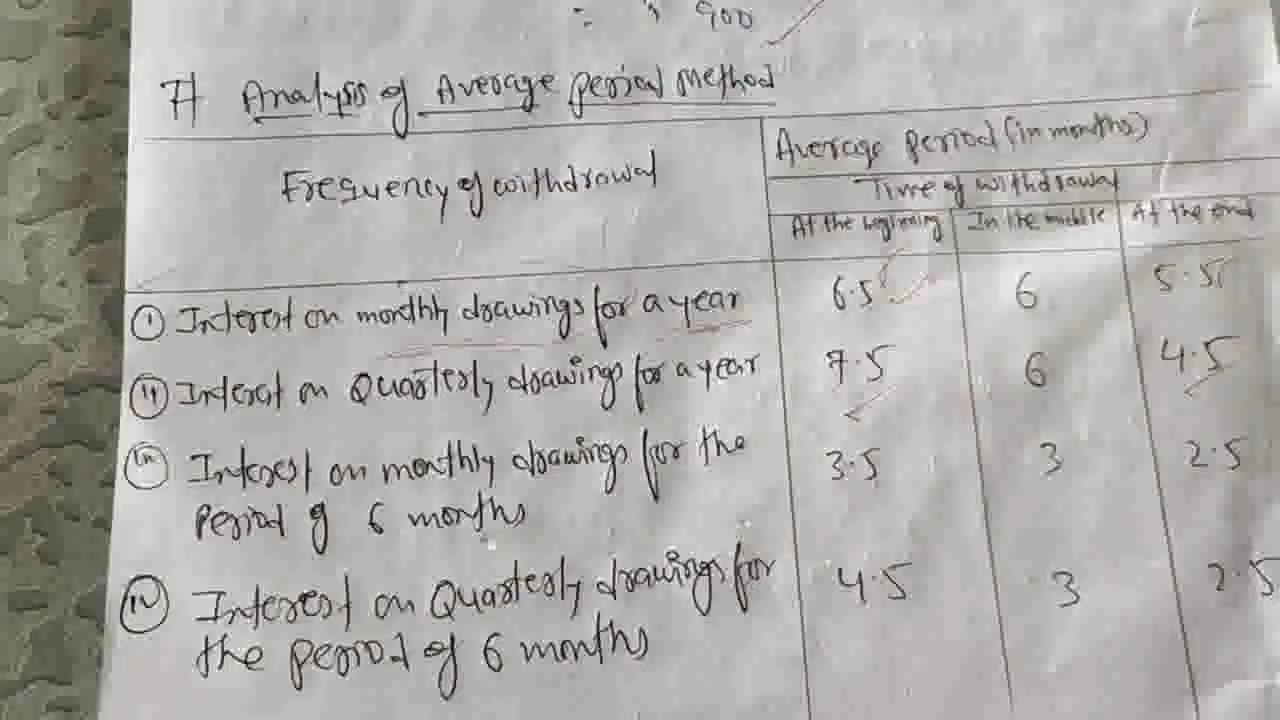 = " 900
7) Analysis of Average period Method
Frequency of withdrawal
Average period (in months)
Time of withdrawal
At the beginning In the middle At the end
(i) Interest on monthly drawings for a year 6.5 6 5.5
(ii) Interest on Quarterly drawings for a year 7.5 6 4.5
(iii) Interest on monthly drawings for the 3.5 3 2.5
period of 6 months
(iv) Interest on Quarterly drawings for 4.5 3 2.5
the period of 6 months